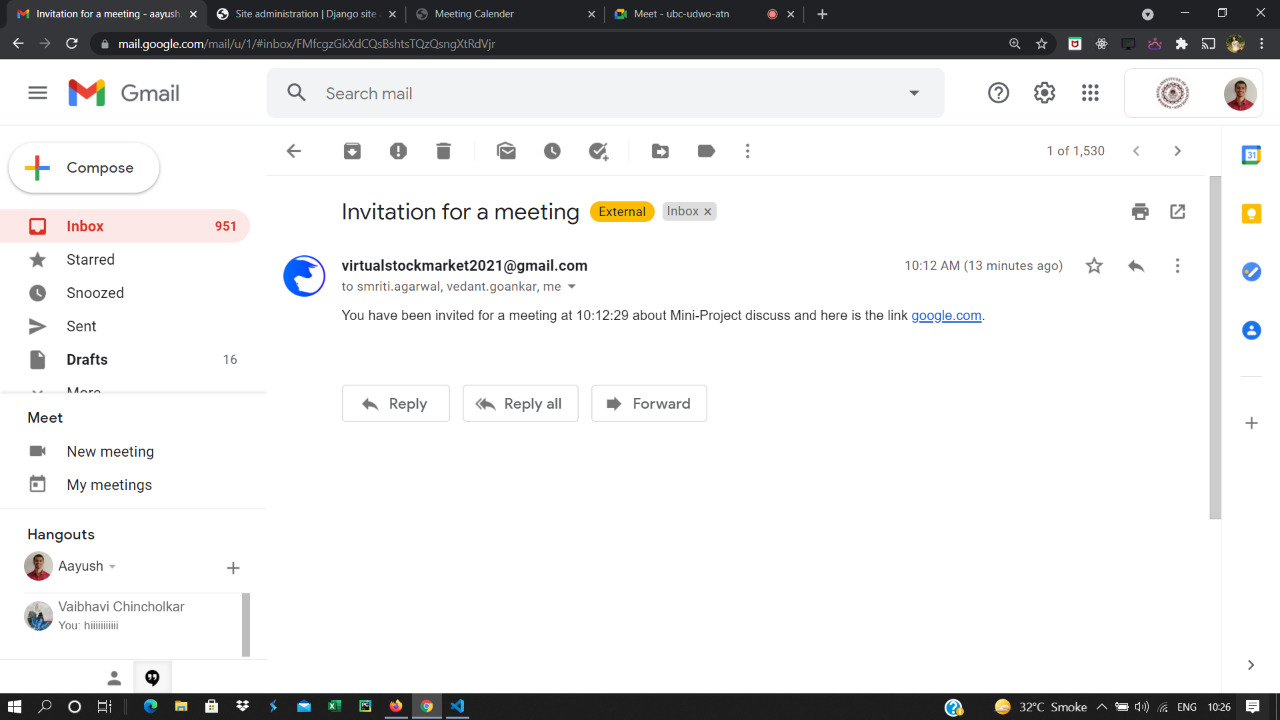 Invitation for a meeting - aayush.
Site administration | Django site a
Meeting Calender
Meet - ubc-udwo-atn
mail.google.com/mail/u/1/#inbox/FMfcgzGkXdCQsBshtsTQzQsngXtRdVjr
Gmail
Search mail
Compose
1 of 1,530
Inbox 951
Starred
Snoozed
Sent
Drafts 16
More
Meet
New meeting
My meetings
Hangouts
Aayush
Vaibhavi Chincholkar
You: hiiiiiiiiiii
Invitation for a meeting External Inbox x
virtualstockmarket2021@gmail.com 10:12 AM (13 minutes ago)
to smriti.agarwal, vedant.goankar, me
You have been invited for a meeting at 10:12:29 about Mini-Project discuss and here is the link google.com.
Reply Reply all Forward
31
32°C Smoke ENG 10:26